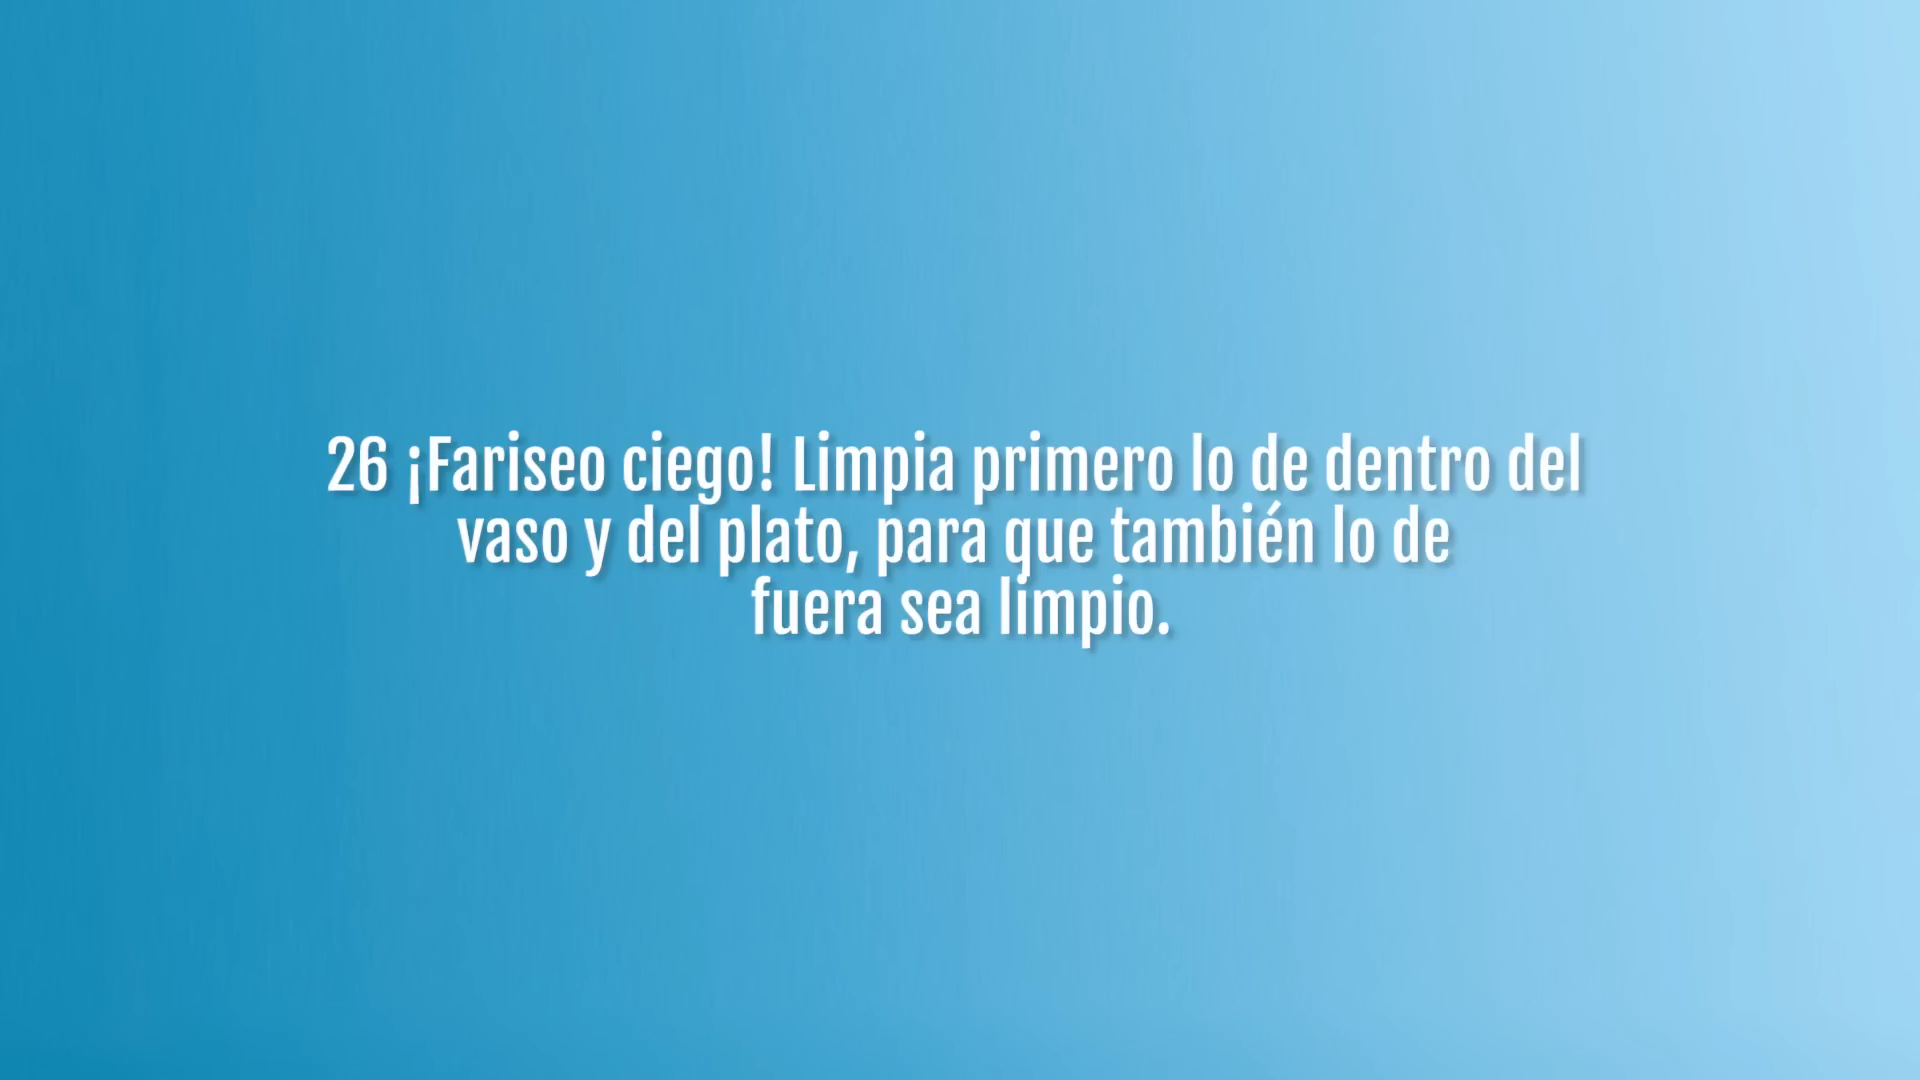 26 ¡Fariseo ciego! Limpia primero lo de dentro del
vaso y del plato, para que también lo de
fuera sea limpio.